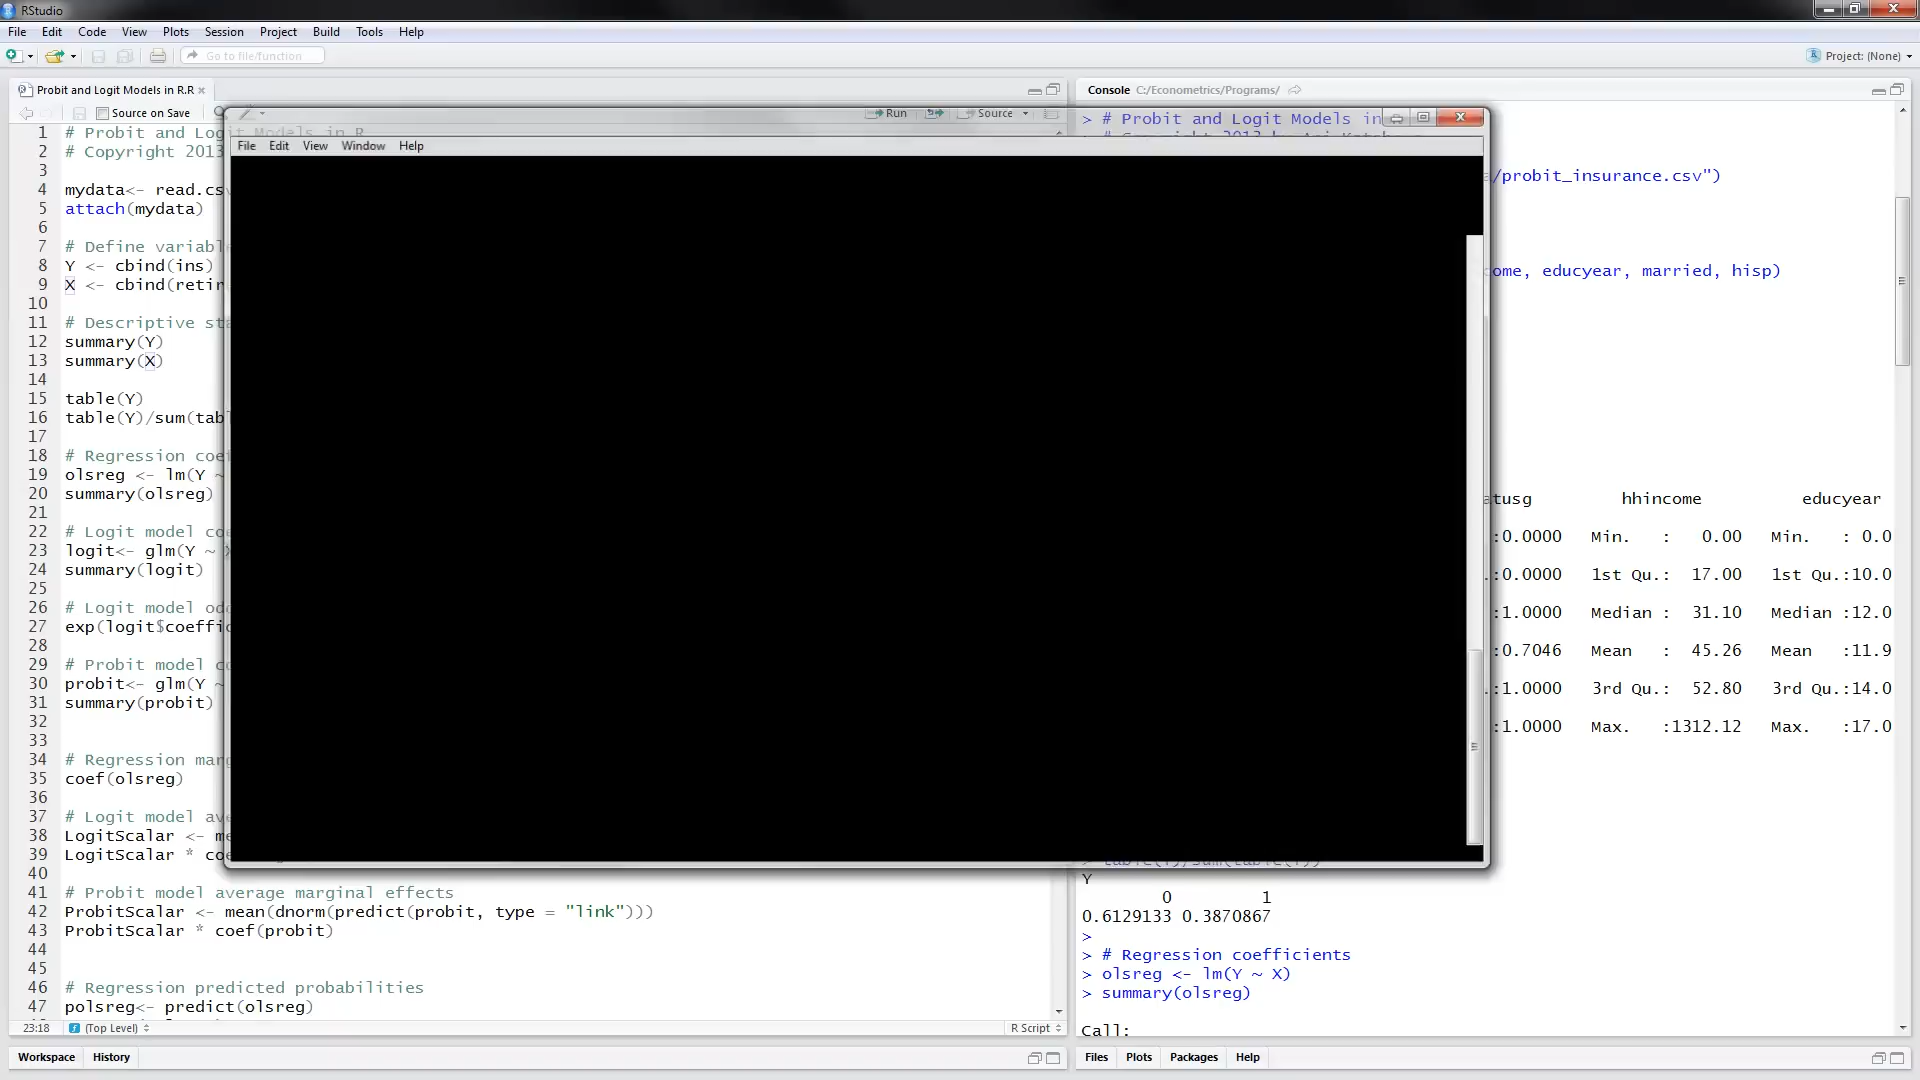 RStudio
File Edit Code View Plots Session Project Build Tools Help
Go to file/function
Project: (None)
Probit and Logit Models in R.R
Source on Save
Run
Source
1 # Probit and Logit Models in R
2 # Copyright 2013
3
4 mydata<- read.cs
5 attach(mydata)
6
7 # Define variabl
8 Y <- cbind(ins)
9 X <- cbind(retir
10
11 # Descriptive sta
12 summary(Y)
13 summary(X)
14
15 table(Y)
16 table(Y)/sum(tab
17
18 # Regression coe
19 olsreg <- lm(Y ~
20 summary(olsreg)
21
22 # Logit model co
23 logit<- glm(Y ~
24 summary(logit)
25
26 # Logit model od
27 exp(logit$coeffic
28
29 # Probit model c
30 probit<- glm(Y ~
31 summary(probit)
32
33
34 # Regression mar
35 coef(olsreg)
36
37 # Logit model av
38 LogitScalar <- m
39 LogitScalar * co
40
41 # Probit model average marginal effects
42 ProbitScalar <- mean(dnorm(predict(probit, type = "link")))
43 ProbitScalar * coef(probit)
44
45
46 # Regression predicted probabilities
47 polsreg<- predict(olsreg)
23:18 (Top Level) R Script
Workspace History
File Edit View Window Help
Console C:/Econometrics/Programs/
> # Probit and Logit Models in
/probit_insurance.csv")
ome, educyear, married, hisp)
tusg hhincome educyear
:0.0000 Min. : 0.00 Min. : 0.0
:0.0000 1st Qu.: 17.00 1st Qu.:10.0
:1.0000 Median : 31.10 Median :12.0
:0.7046 Mean : 45.26 Mean :11.9
:1.0000 3rd Qu.: 52.80 3rd Qu.:14.0
:1.0000 Max. :1312.12 Max. :17.0
Y
0 1
0.6129133 0.3870867
>
> # Regression coefficients
> olsreg <- lm(Y ~ X)
> summary(olsreg)
Call:
Files Plots Packages Help